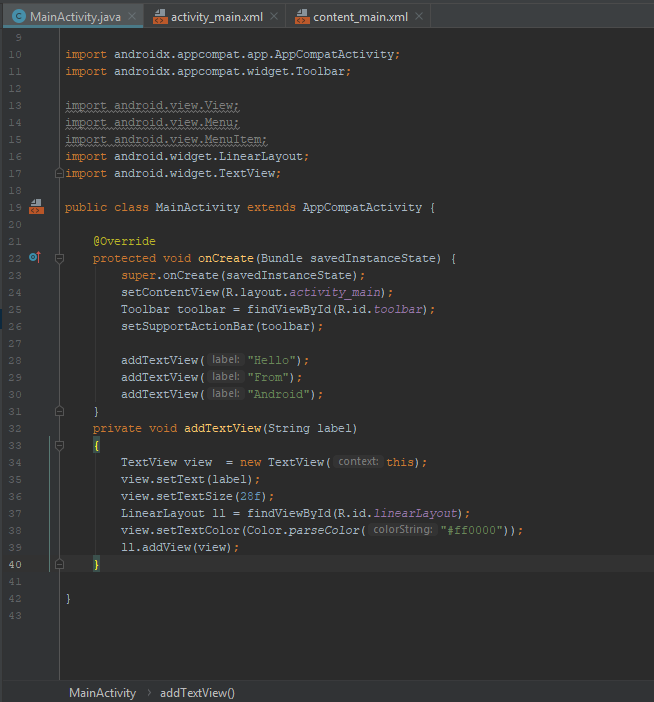 MainActivity.java activity_main.xml content_main.xml
9
10 import androidx.appcompat.app.AppCompatActivity;
11 import androidx.appcompat.widget.Toolbar;
12
13 import android.view.View;
14 import android.view.Menu;
15 import android.view.MenuItem;
16 import android.widget.LinearLayout;
17 import android.widget.TextView;
18
19 public class MainActivity extends AppCompatActivity {
20
21 @Override
22 protected void onCreate(Bundle savedInstanceState) {
23 super.onCreate(savedInstanceState);
24 setContentView(R.layout.activity_main);
25 Toolbar toolbar = findViewById(R.id.toolbar);
26 setSupportActionBar(toolbar);
27
28 addTextView( label: "Hello");
29 addTextView( label: "From");
30 addTextView( label: "Android");
31 }
32 private void addTextView(String label)
33 {
34 TextView view  = new TextView( context: this);
35 view.setText(label);
36 view.setTextSize(28f);
37 LinearLayout ll = findViewById(R.id.linearLayout);
38 view.setTextColor(Color.parseColor( colorString: "#ff0000"));
39 ll.addView(view);
40 }
41
42 }
43
MainActivity › addTextView()